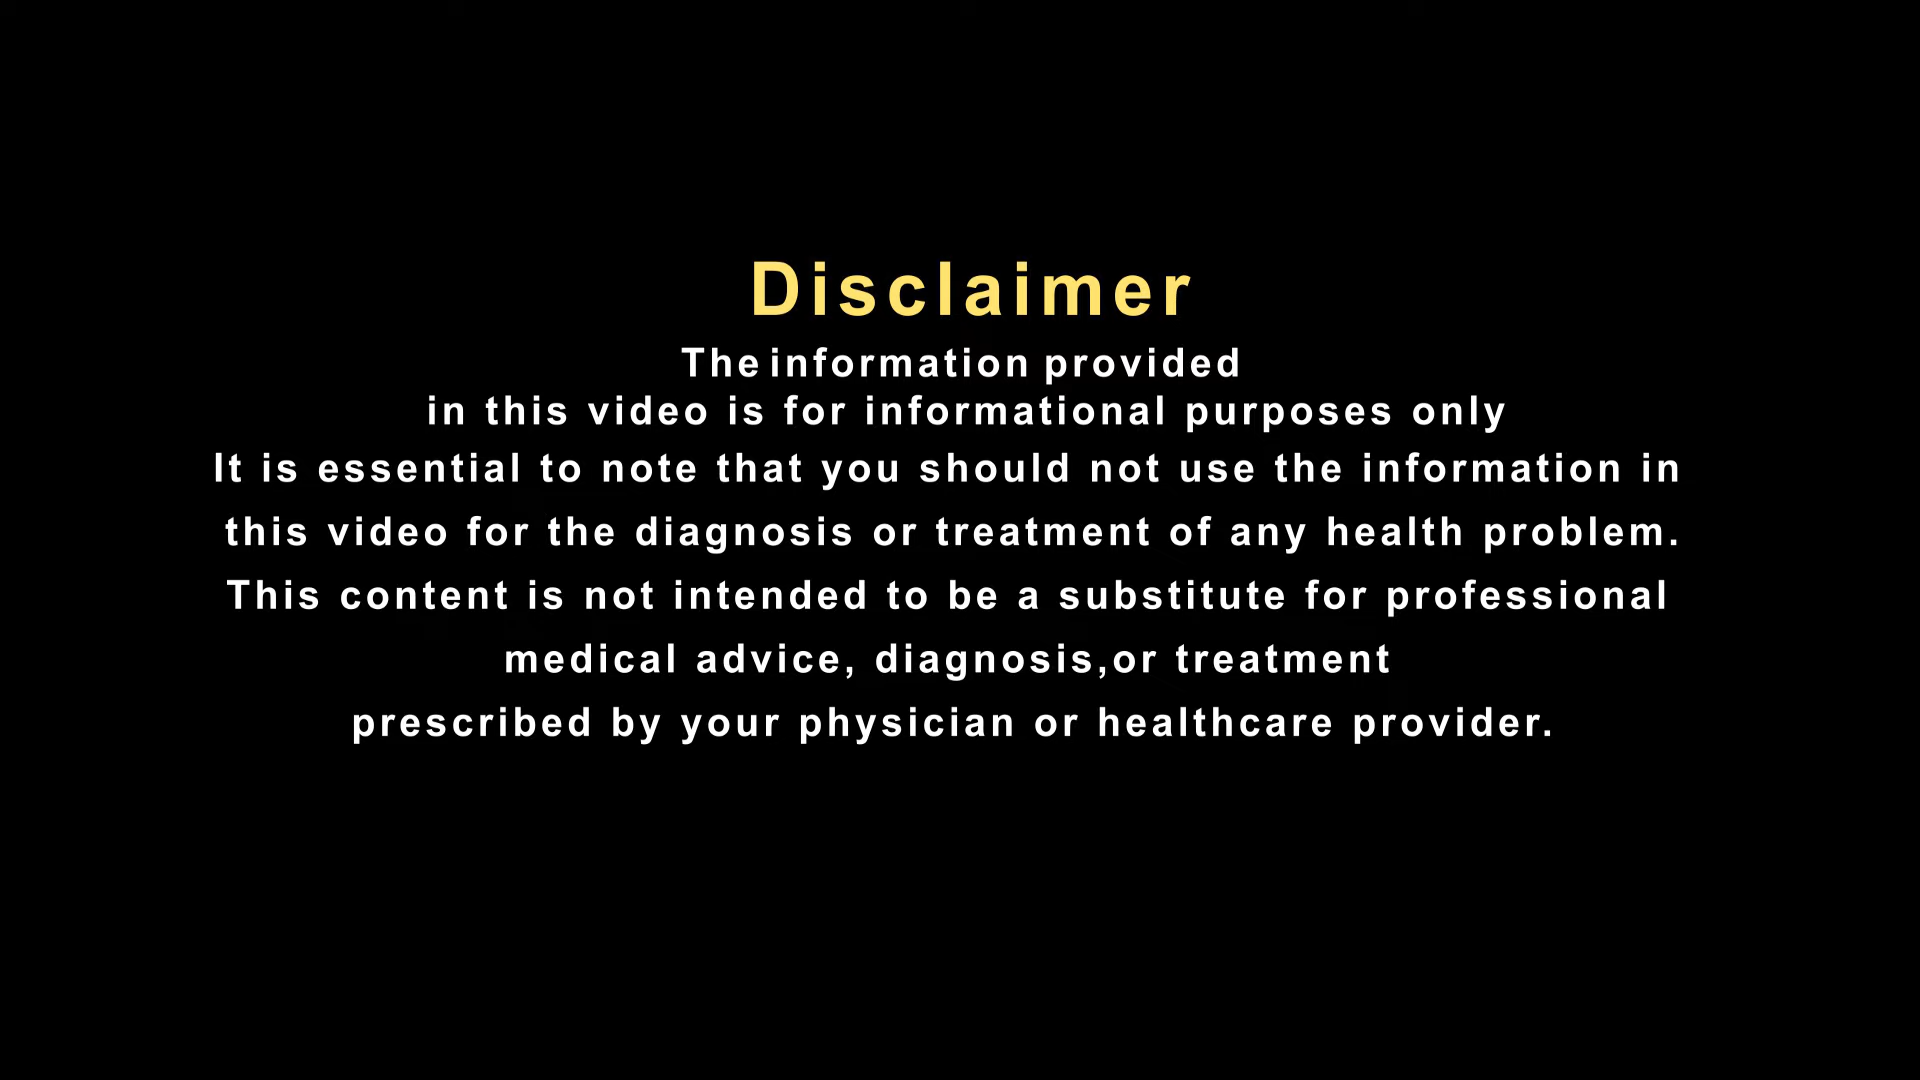 Disclaimer
The information provided
in this video is for informational purposes only
It is essential to note that you should not use the information in
this video for the diagnosis or treatment of any health problem.
This content is not intended to be a substitute for professional
medical advice, diagnosis,or treatment
prescribed by your physician or healthcare provider.